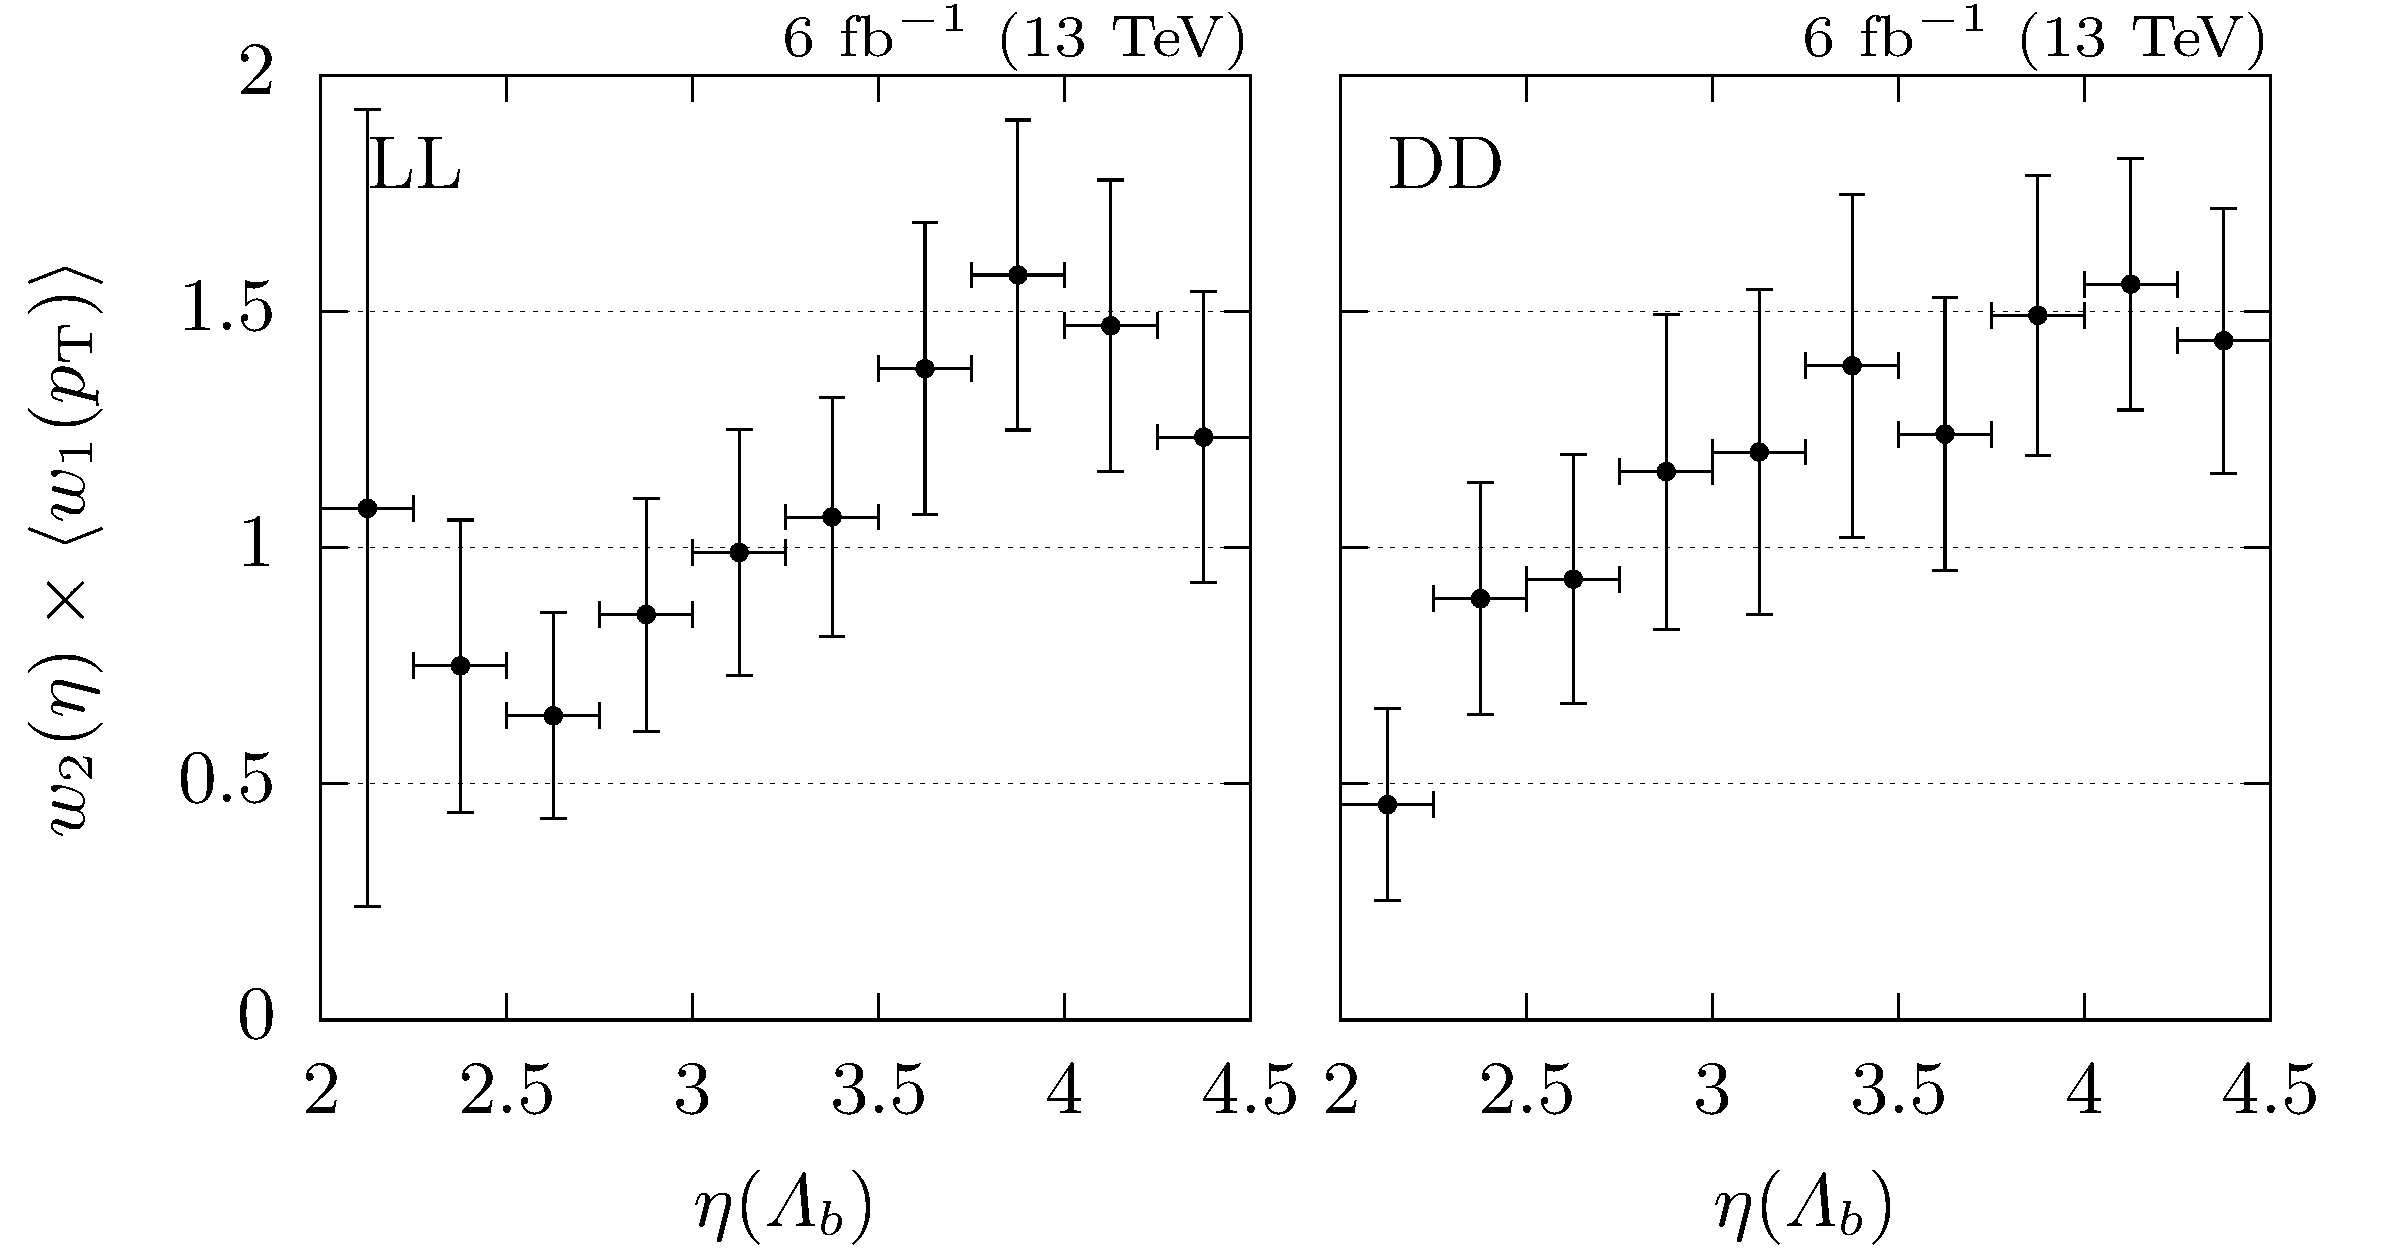 6 fb⁻¹ (13 TeV)
6 fb⁻¹ (13 TeV)
LL
DD
w₂(η) × ⟨w₁(p_T)⟩
2
1.5
1
0.5
0
2 2.5 3 3.5 4 4.5
2 2.5 3 3.5 4 4.5
η(Λ_b)
η(Λ_b)